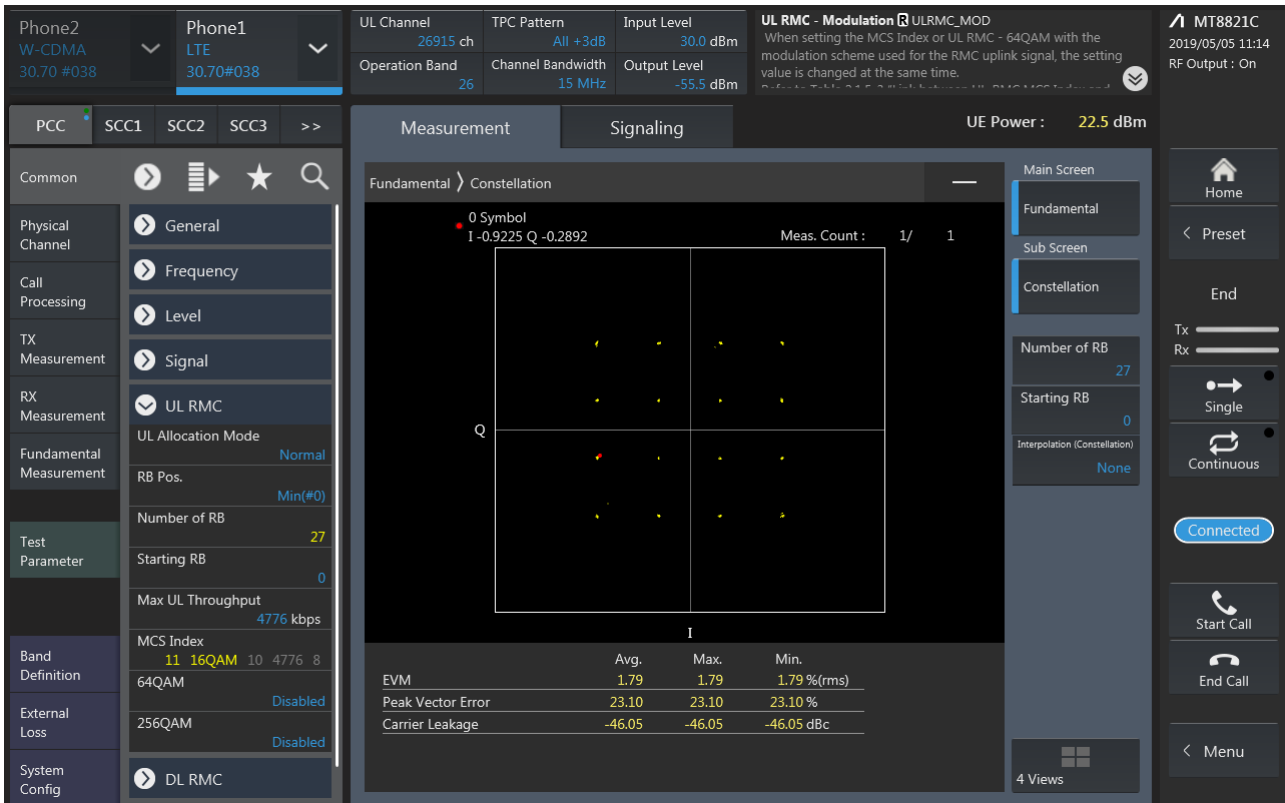 Phone2
W-CDMA
30.70 #038
Phone1
LTE
30.70#038
UL Channel
26915 ch
TPC Pattern
All +3dB
Input Level
30.0 dBm
Operation Band
26
Channel Bandwidth
15 MHz
Output Level
-55.5 dBm
UL RMC - Modulation R ULRMC_MOD
When setting the MCS Index or UL RMC - 64QAM with the
modulation scheme used for the RMC uplink signal, the setting
value is changed at the same time.
MT8821C
2019/05/05 11:14
RF Output : On
PCC
SCC1
SCC2
SCC3
>>
Measurement
Signaling
UE Power : 22.5 dBm
Common
Physical
Channel
Call
Processing
TX
Measurement
RX
Measurement
Fundamental
Measurement
Test
Parameter
Band
Definition
External
Loss
System
Config
General
Frequency
Level
Signal
UL RMC
UL Allocation Mode
Normal
RB Pos.
Min(#0)
Number of RB
27
Starting RB
0
Max UL Throughput
4776 kbps
MCS Index
11 16QAM 10 4776 8
64QAM
Disabled
256QAM
Disabled
DL RMC
Fundamental 〉 Constellation
0 Symbol
I -0.9225 Q -0.2892
Meas. Count : 1/ 1
Q
I
Avg. Max. Min.
EVM 1.79 1.79 1.79 %(rms)
Peak Vector Error 23.10 23.10 23.10 %
Carrier Leakage -46.05 -46.05 -46.05 dBc
Main Screen
Fundamental
Sub Screen
Constellation
Number of RB
27
Starting RB
0
Interpolation (Constellation)
None
4 Views
Home
< Preset
End
Tx
Rx
Single
Continuous
Connected
Start Call
End Call
< Menu